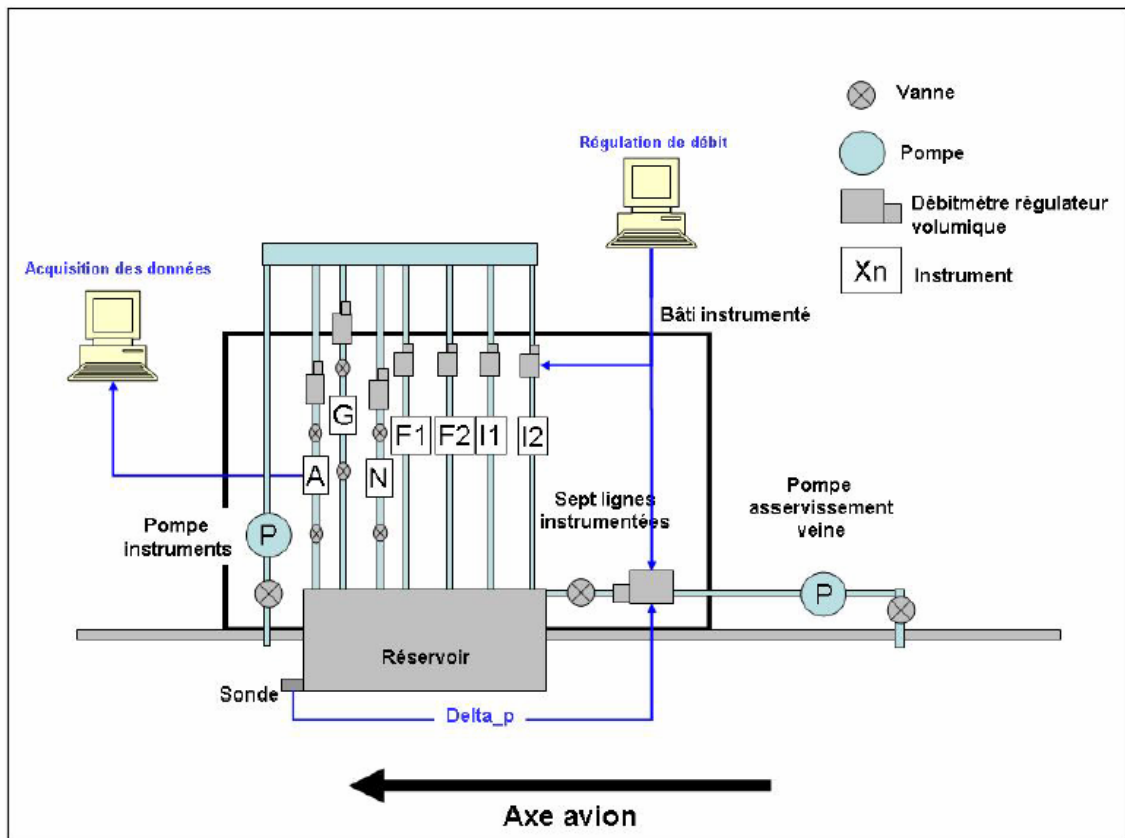 Vanne
Régulation de débit
Pompe
Débitmètre régulateur
volumique
Acquisition des données
Xn
Instrument
Bâti instrumenté
G
F1
F2
I1
I2
A
N
Sept lignes
instrumentées
Pompe
asservissement
veine
Pompe
instruments
P
P
Réservoir
Sonde
Delta_p
Axe avion